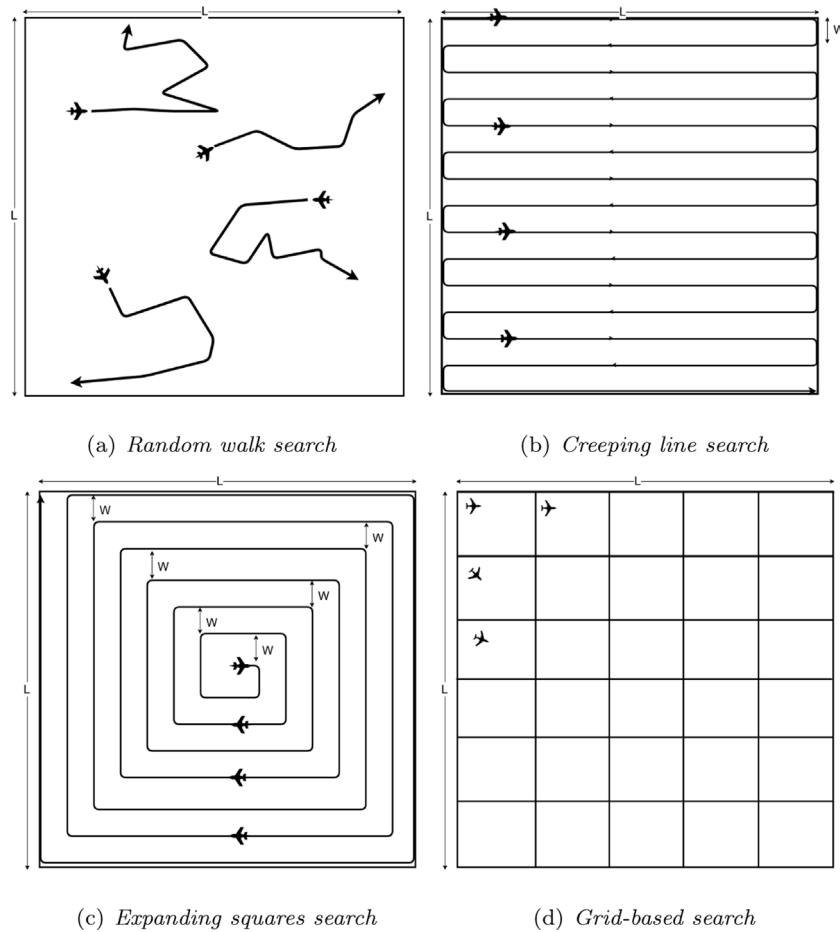 L
L
L
W
L
(a) Random walk search
(b) Creeping line search
L
W
W
W
W
W
W
L
(c) Expanding squares search
L
L
(d) Grid-based search